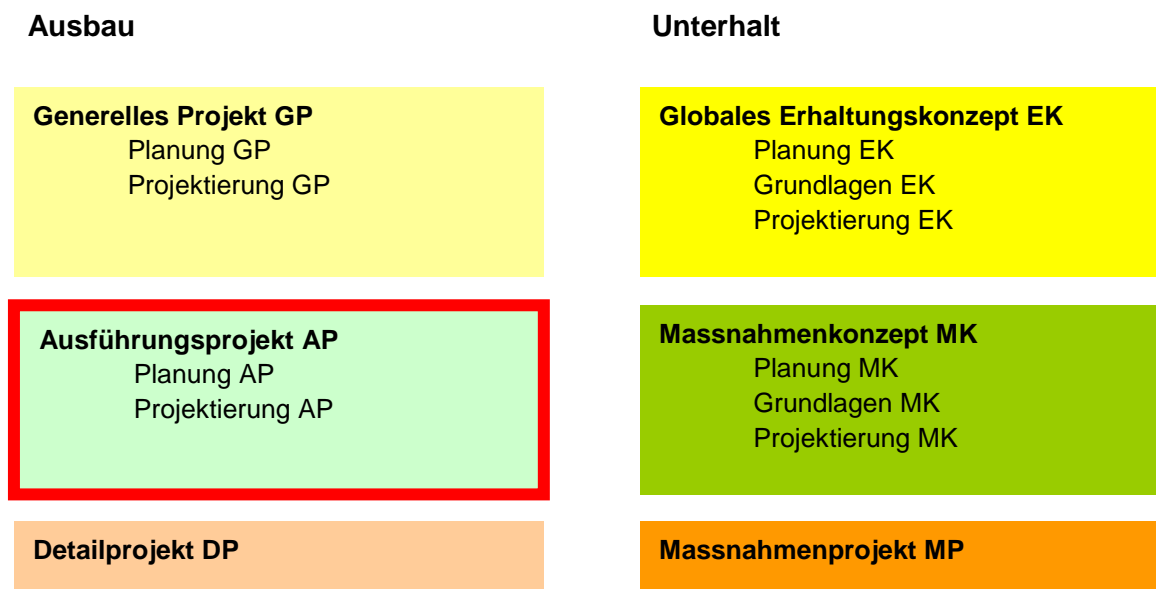 Ausbau
Generelles Projekt GP
Planung GP
Projektierung GP
Ausführungsprojekt AP
Planung AP
Projektierung AP
Detailprojekt DP
Unterhalt
Globales Erhaltungskonzept EK
Planung EK
Grundlagen EK
Projektierung EK
Massnahmenkonzept MK
Planung MK
Grundlagen MK
Projektierung MK
Massnahmenprojekt MP